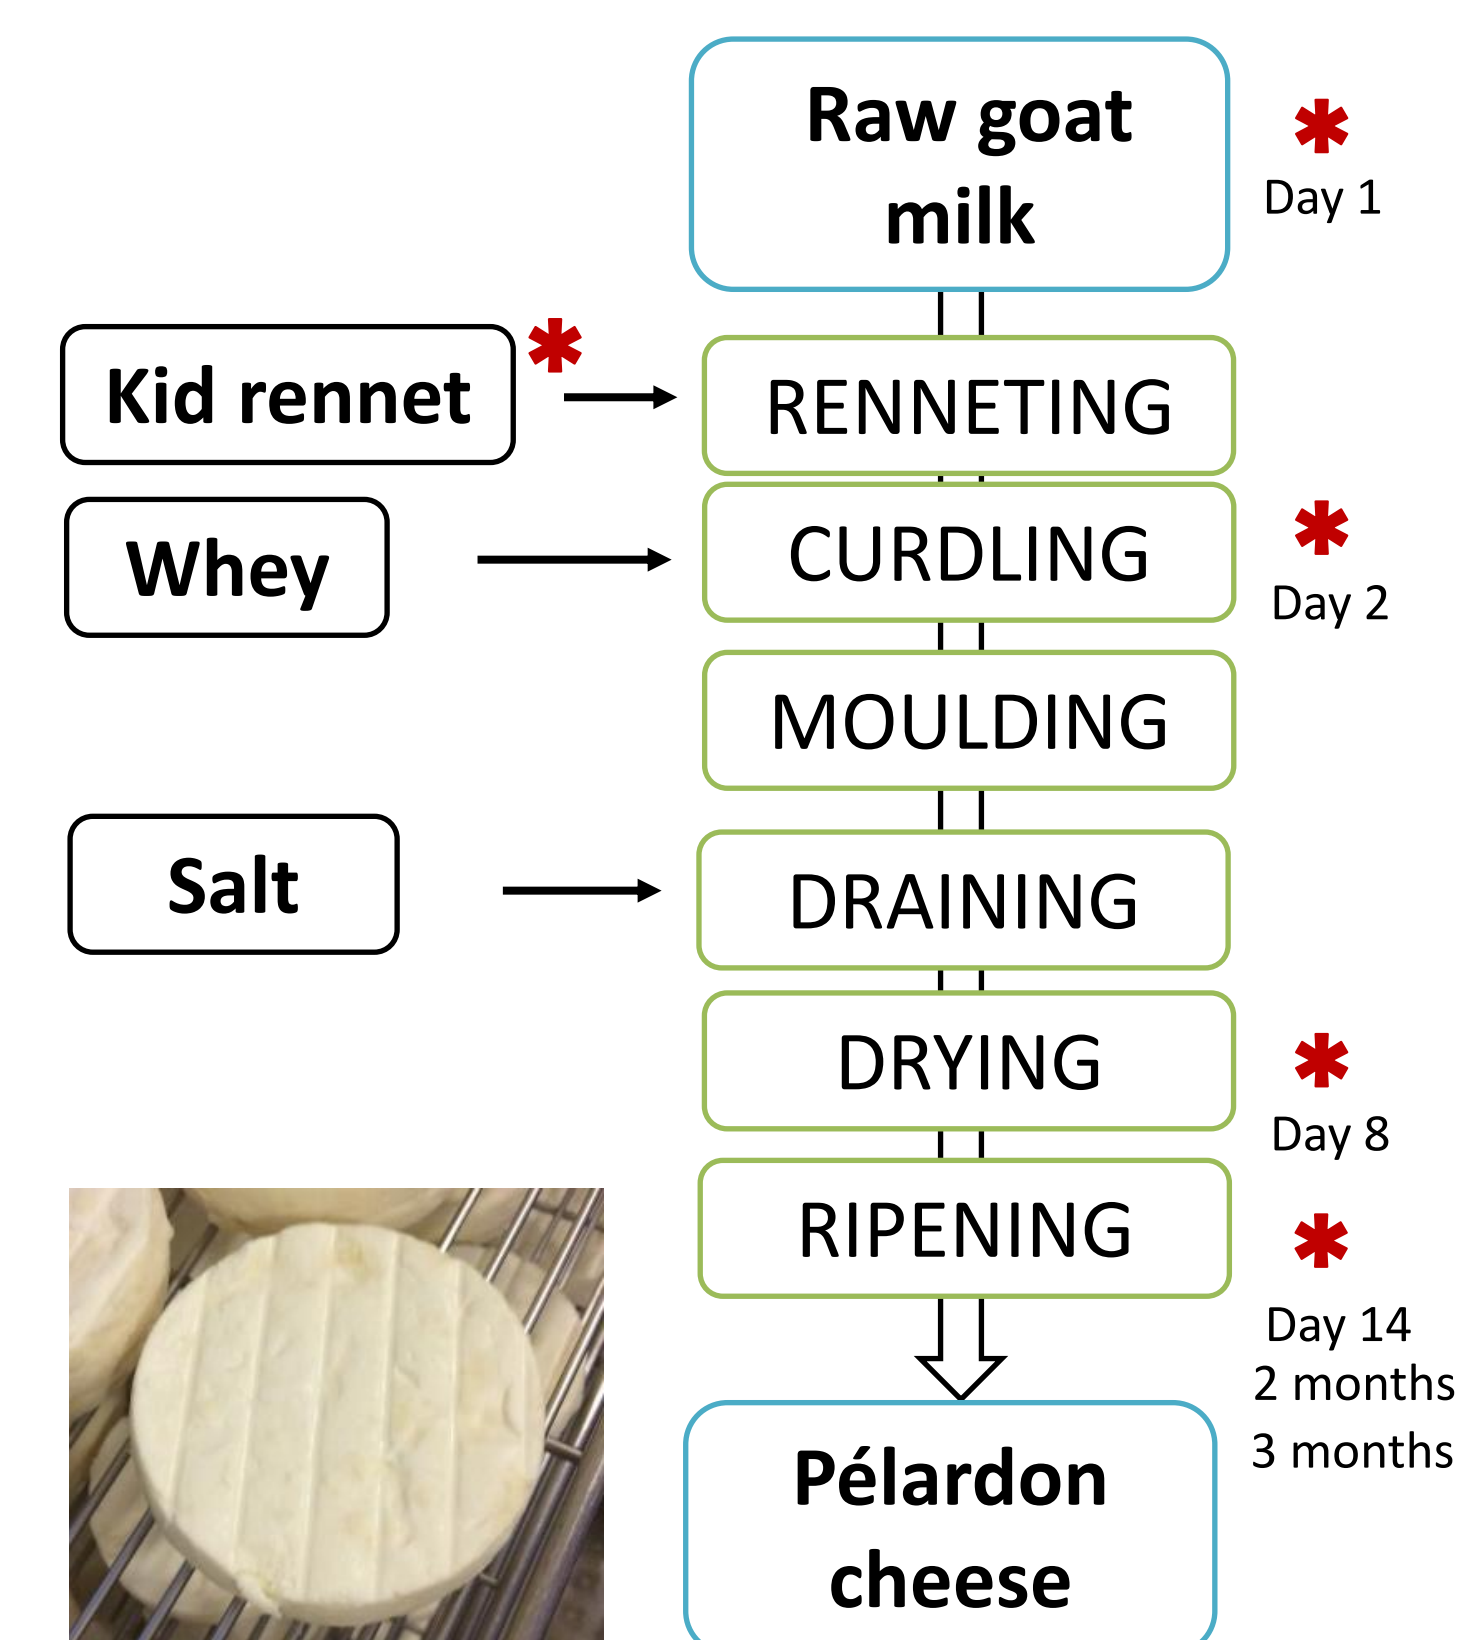 Raw goat
milk
✱
Day 1
Kid rennet
✱
RENNETING
Whey
CURDLING
✱
Day 2
MOULDING
Salt
DRAINING
DRYING
✱
Day 8
RIPENING
✱
Day 14
2 months
3 months
Pélardon
cheese